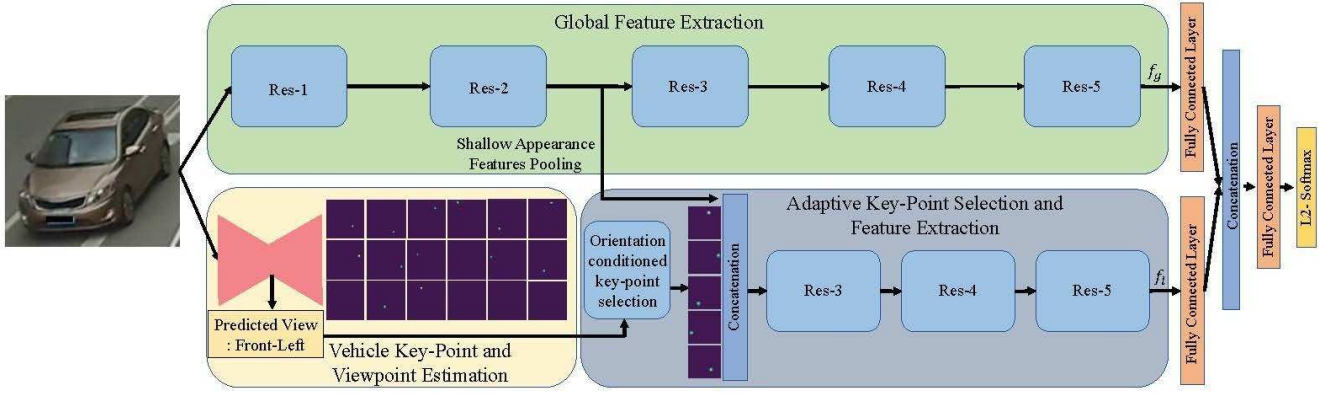 Global Feature Extraction
Res-1
Res-2
Res-3
Res-4
Res-5
f_g
Fully Connected Layer
Shallow Appearance
Features Pooling
Concatenation
Fully Connected Layer
L2- Softmax
Predicted View
: Front-Left
Vehicle Key-Point and
Viewpoint Estimation
Orientation
conditioned
key-point
selection
Concatenation
Adaptive Key-Point Selection and
Feature Extraction
Res-3
Res-4
Res-5
f_l
Fully Connected Layer